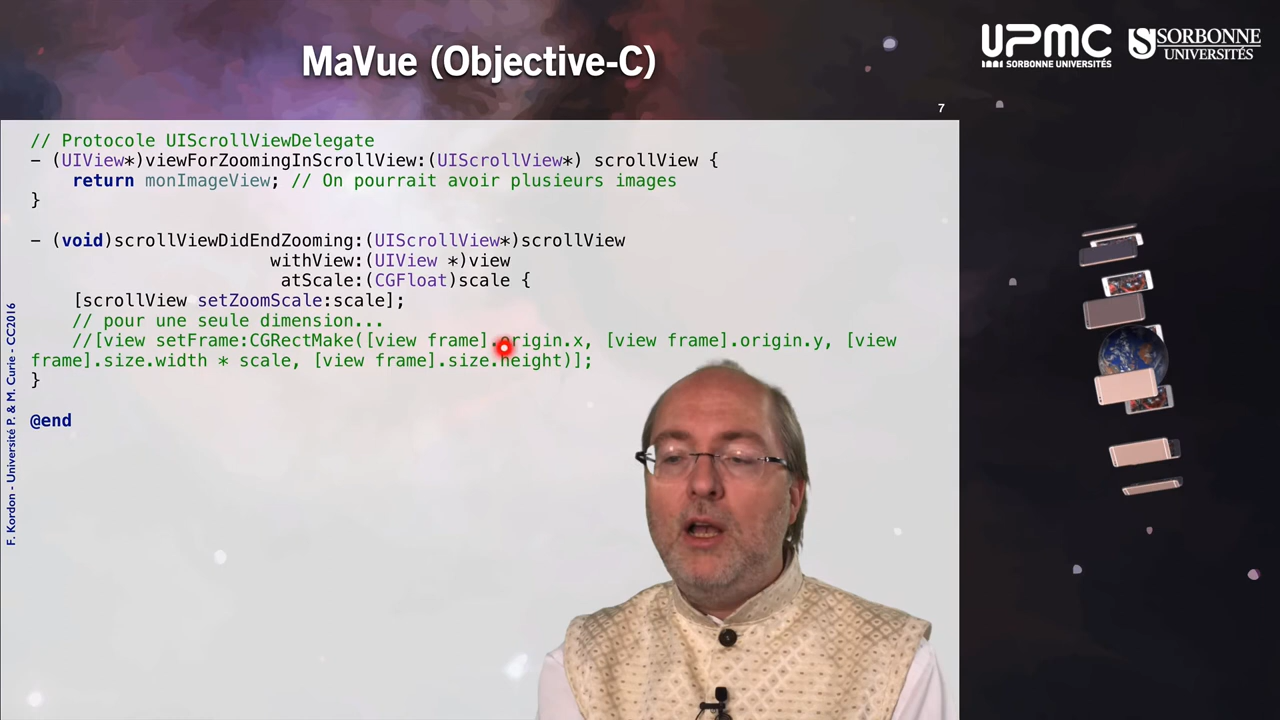 MaVue (Objective-C)
UPMC
SORBONNE UNIVERSITÉS
SORBONNE
UNIVERSITÉS
7
// Protocole UIScrollViewDelegate
- (UIView*)viewForZoomingInScrollView:(UIScrollView*) scrollView {
return monImageView; // On pourrait avoir plusieurs images
}
- (void)scrollViewDidEndZooming:(UIScrollView*)scrollView
withView:(UIView *)view
atScale:(CGFloat)scale {
[scrollView setZoomScale:scale];
// pour une seule dimension...
//[view setFrame:CGRectMake([view frame].origin.x, [view frame].origin.y, [view
frame].size.width * scale, [view frame].size.height)];
}
@end
F. Kordon - Université P. & M. Curie - CC2016